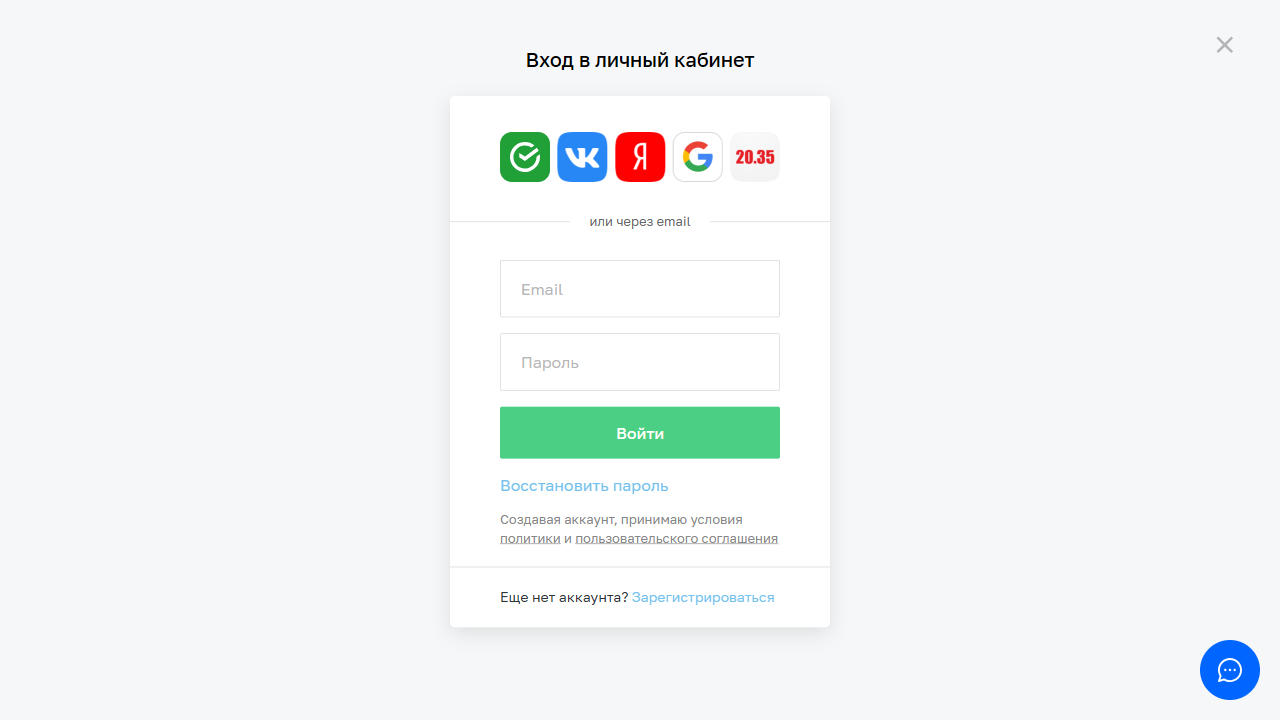 Вход в личный кабинет
20.35
или через email
Email
Пароль
Войти
Восстановить пароль
Создавая аккаунт, принимаю условия
политики и пользовательского соглашения
Еще нет аккаунта? Зарегистрироваться